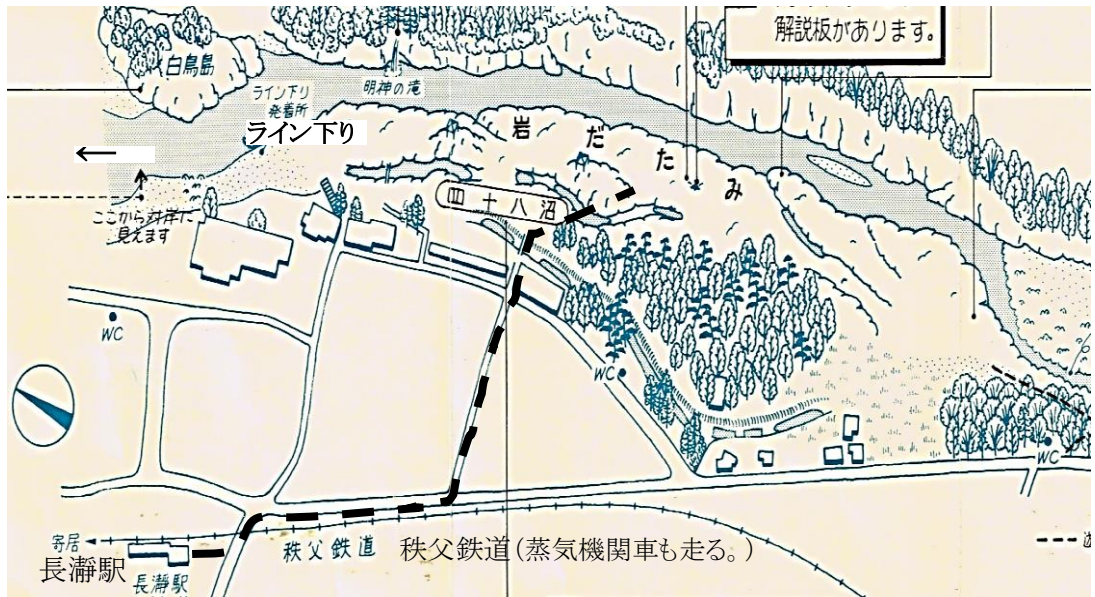 解説板があります。
白鳥島
明神の滝
ライン下り
発着所
ライン下り
←
岩だたみ
四十八沼
ここから対岸に
見えます
WC
WC
WC
寄居
秩父鉄道
秩父鉄道(蒸気機関車も走る。)
長瀞駅
長瀞駅